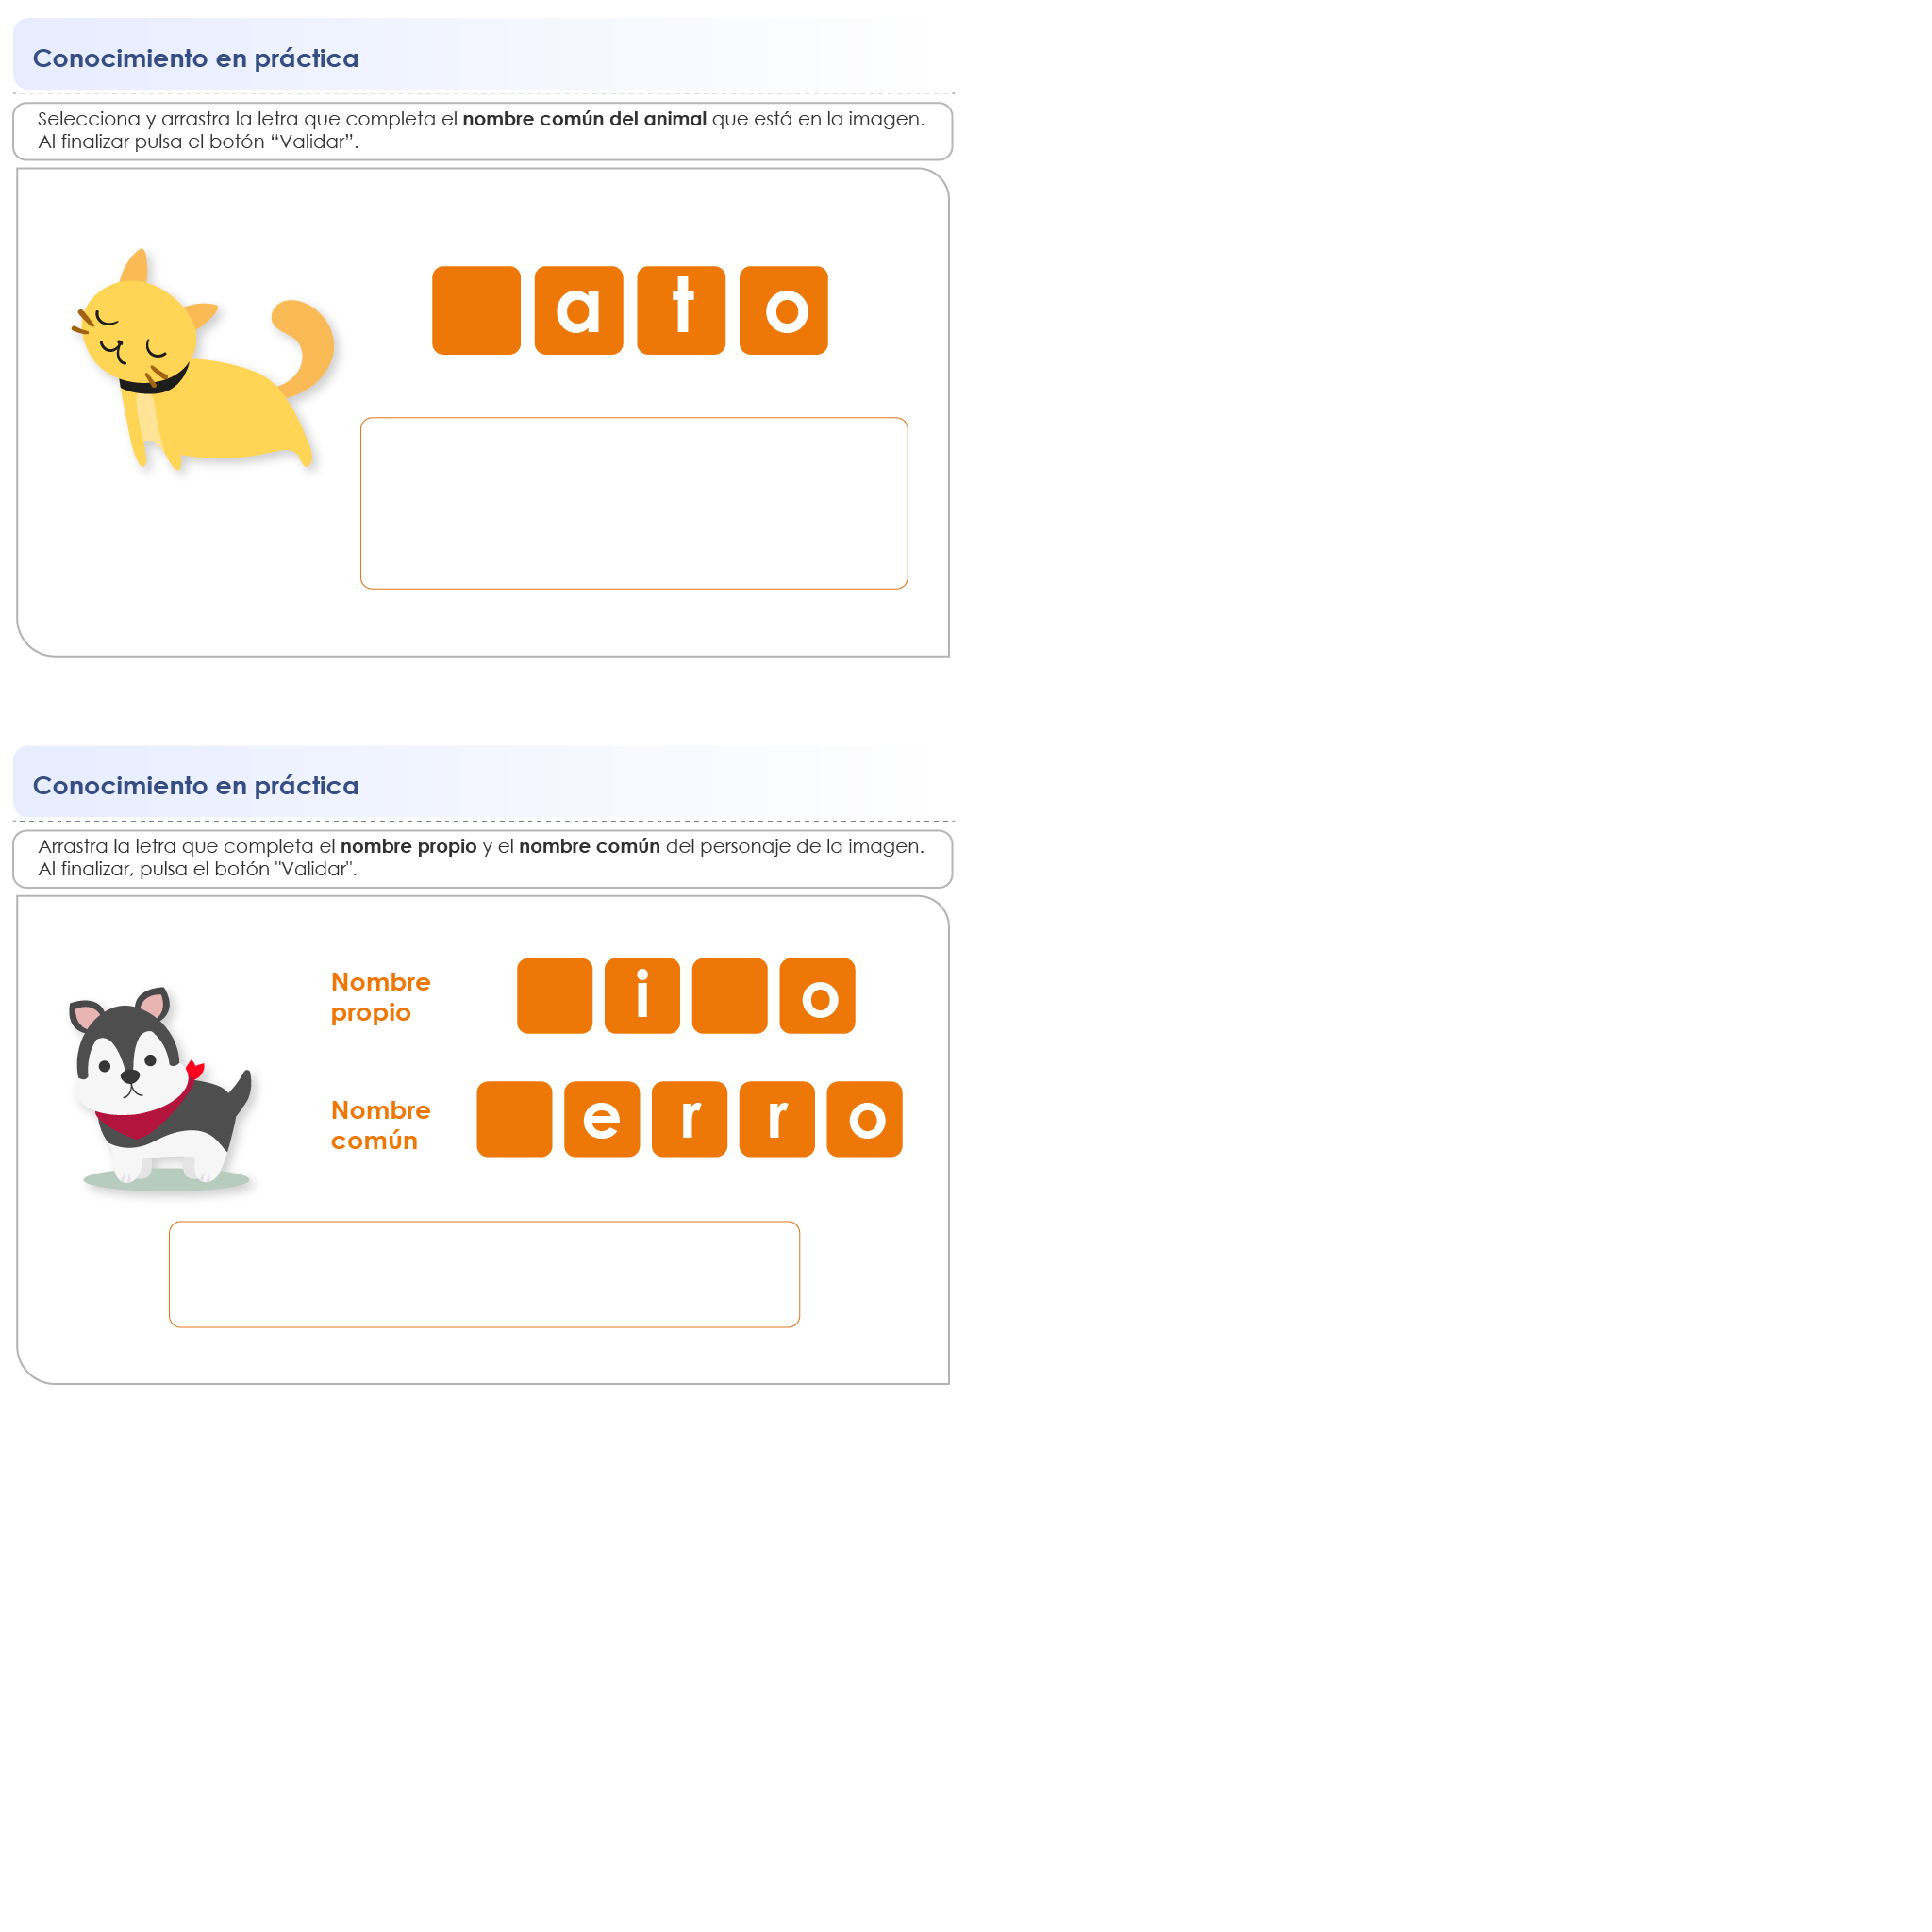 Conocimiento en práctica
Selecciona y arrastra la letra que completa el nombre común del animal que está en la imagen.
Al finalizar pulsa el botón “Validar”.
a t o
Conocimiento en práctica
Arrastra la letra que completa el nombre propio y el nombre común del personaje de la imagen.
Al finalizar, pulsa el botón "Validar".
Nombre
propio
i o
Nombre
común
e r r o